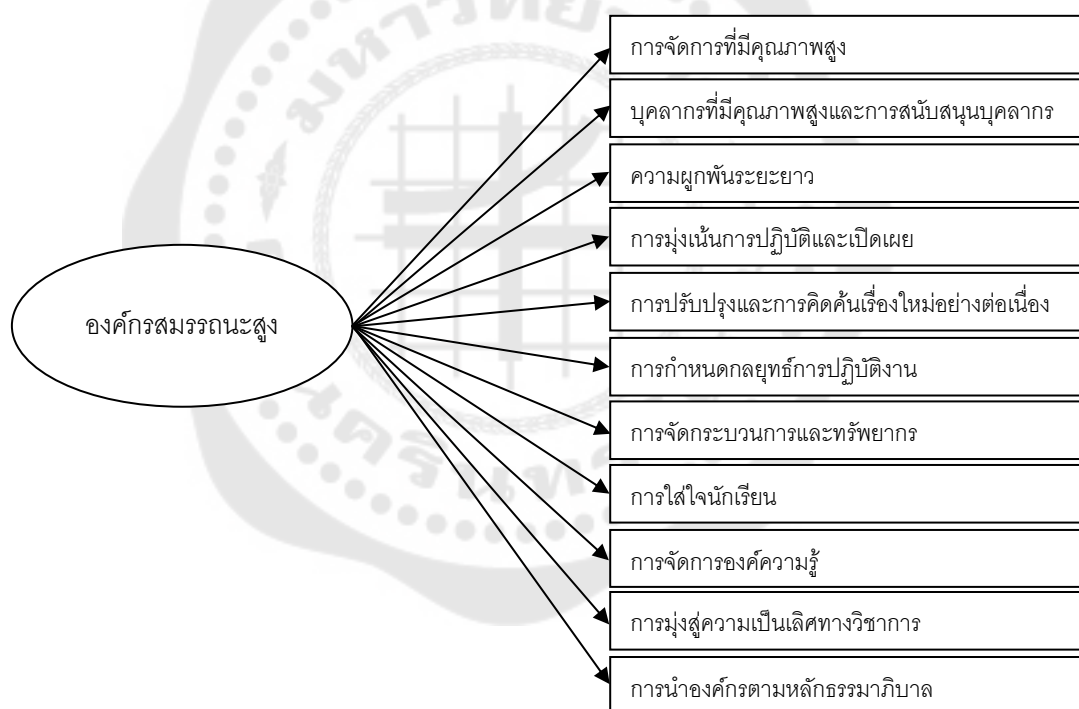 การจัดการที่มีคุณภาพสูง
บุคลากรที่มีคุณภาพสูงและการสนับสนุนบุคลากร
ความผูกพันระยะยาว
การมุ่งเน้นการปฏิบัติและเปิดเผย
การปรับปรุงและการคิดค้นเรื่องใหม่อย่างต่อเนื่อง
องค์กรสมรรถนะสูง
การกำหนดกลยุทธ์การปฏิบัติงาน
การจัดกระบวนการและทรัพยากร
การใส่ใจนักเรียน
การจัดการองค์ความรู้
การมุ่งสู่ความเป็นเลิศทางวิชาการ
การนำองค์กรตามหลักธรรมาภิบาล